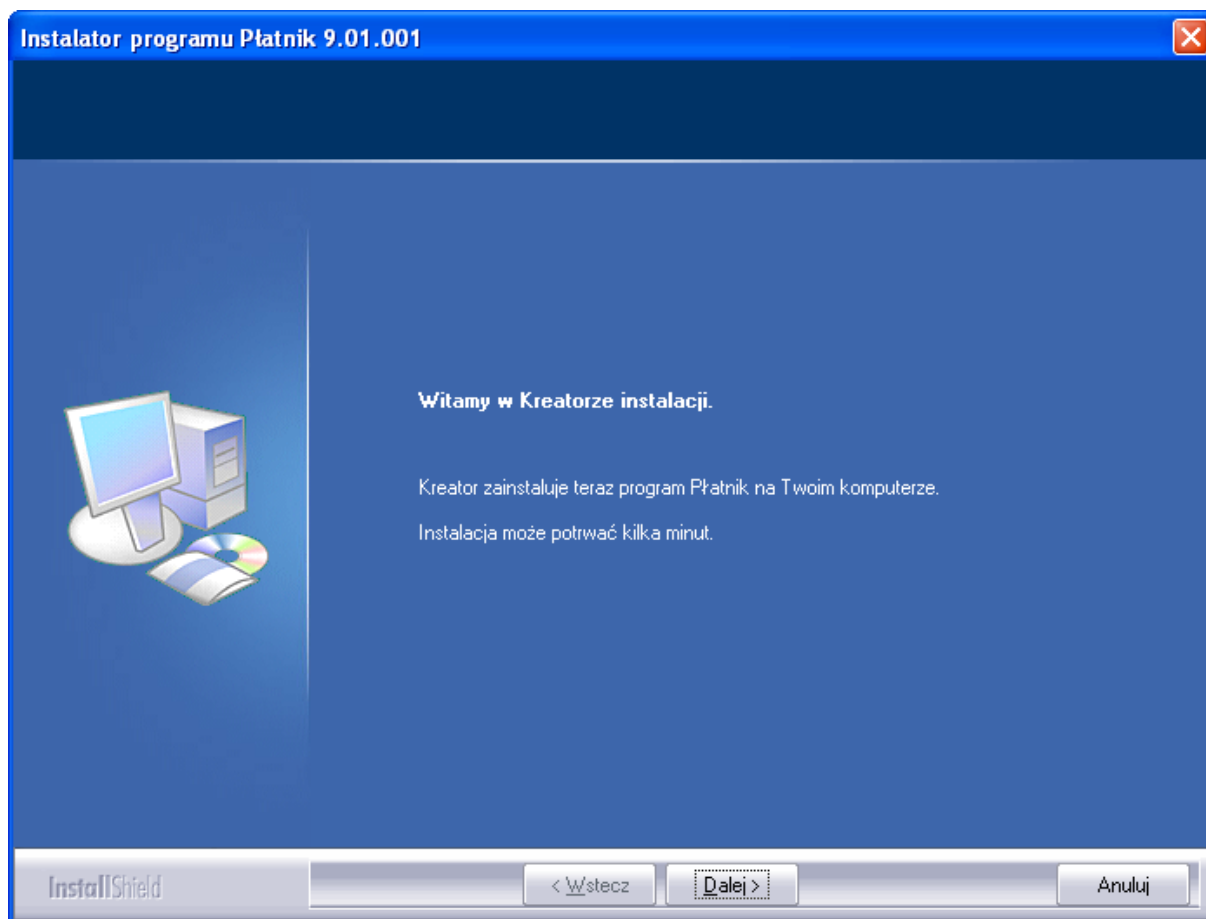 Instalator programu Płatnik 9.01.001
Witamy w Kreatorze instalacji.
Kreator zainstaluje teraz program Płatnik na Twoim komputerze.
Instalacja może potrwać kilka minut.
InstallShield
< Wstecz
Dalej >
Anuluj